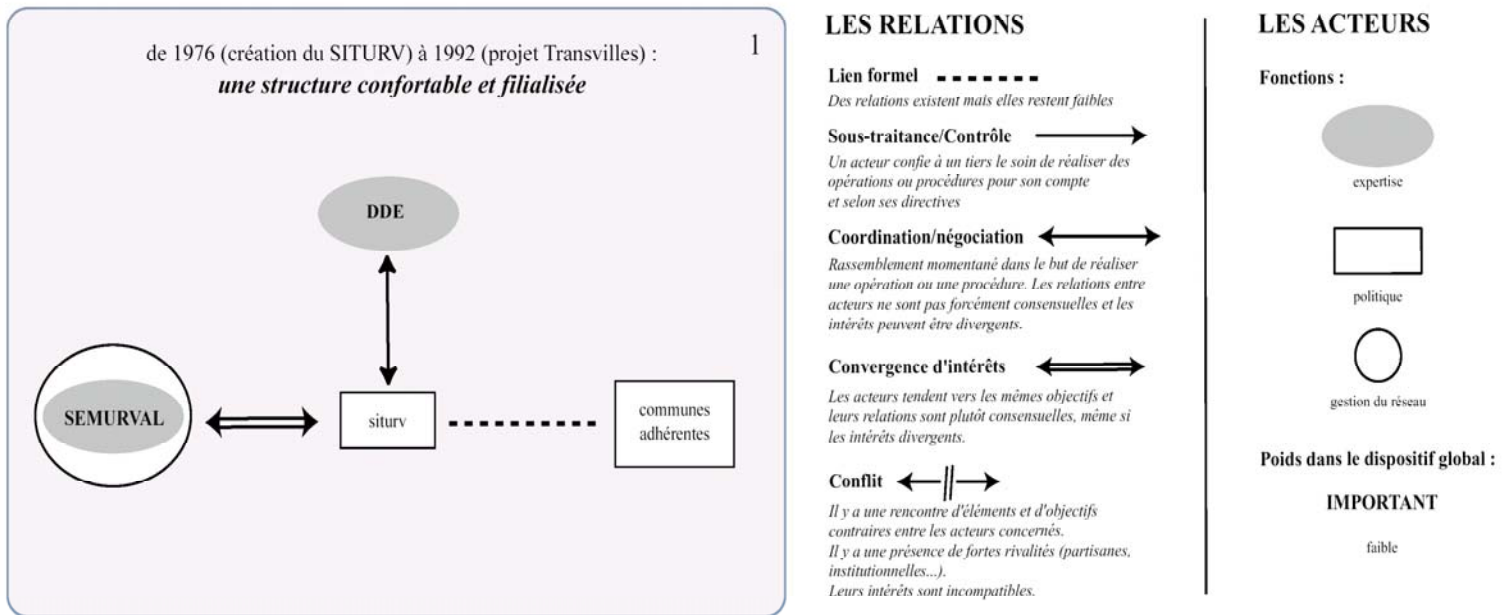 de 1976 (création du SITURV) à 1992 (projet Transvilles) :
1
une structure confortable et filialisée
DDE
SEMURVAL
siturv
communes
adhérentes
LES RELATIONS
Lien formel
Des relations existent mais elles restent faibles
Sous-traitance/Contrôle
Un acteur confie à un tiers le soin de réaliser des
opérations ou procédures pour son compte
et selon ses directives
Coordination/négociation
Rassemblement momentané dans le but de réaliser
une opération ou une procédure. Les relations entre
acteurs ne sont pas forcément consensuelles et les
intérêts peuvent être divergents.
Convergence d'intérêts
Les acteurs tendent vers les mêmes objectifs et
leurs relations sont plutôt consensuelles, même si
les intérêts divergents.
Conflit
Il y a une rencontre d'éléments et d'objectifs
contraires entre les acteurs concernés.
Il y a une présence de fortes rivalités (partisanes,
institutionnelles...).
Leurs intérêts sont incompatibles.
LES ACTEURS
Fonctions :
expertise
politique
gestion du réseau
Poids dans le dispositif global :
IMPORTANT
faible